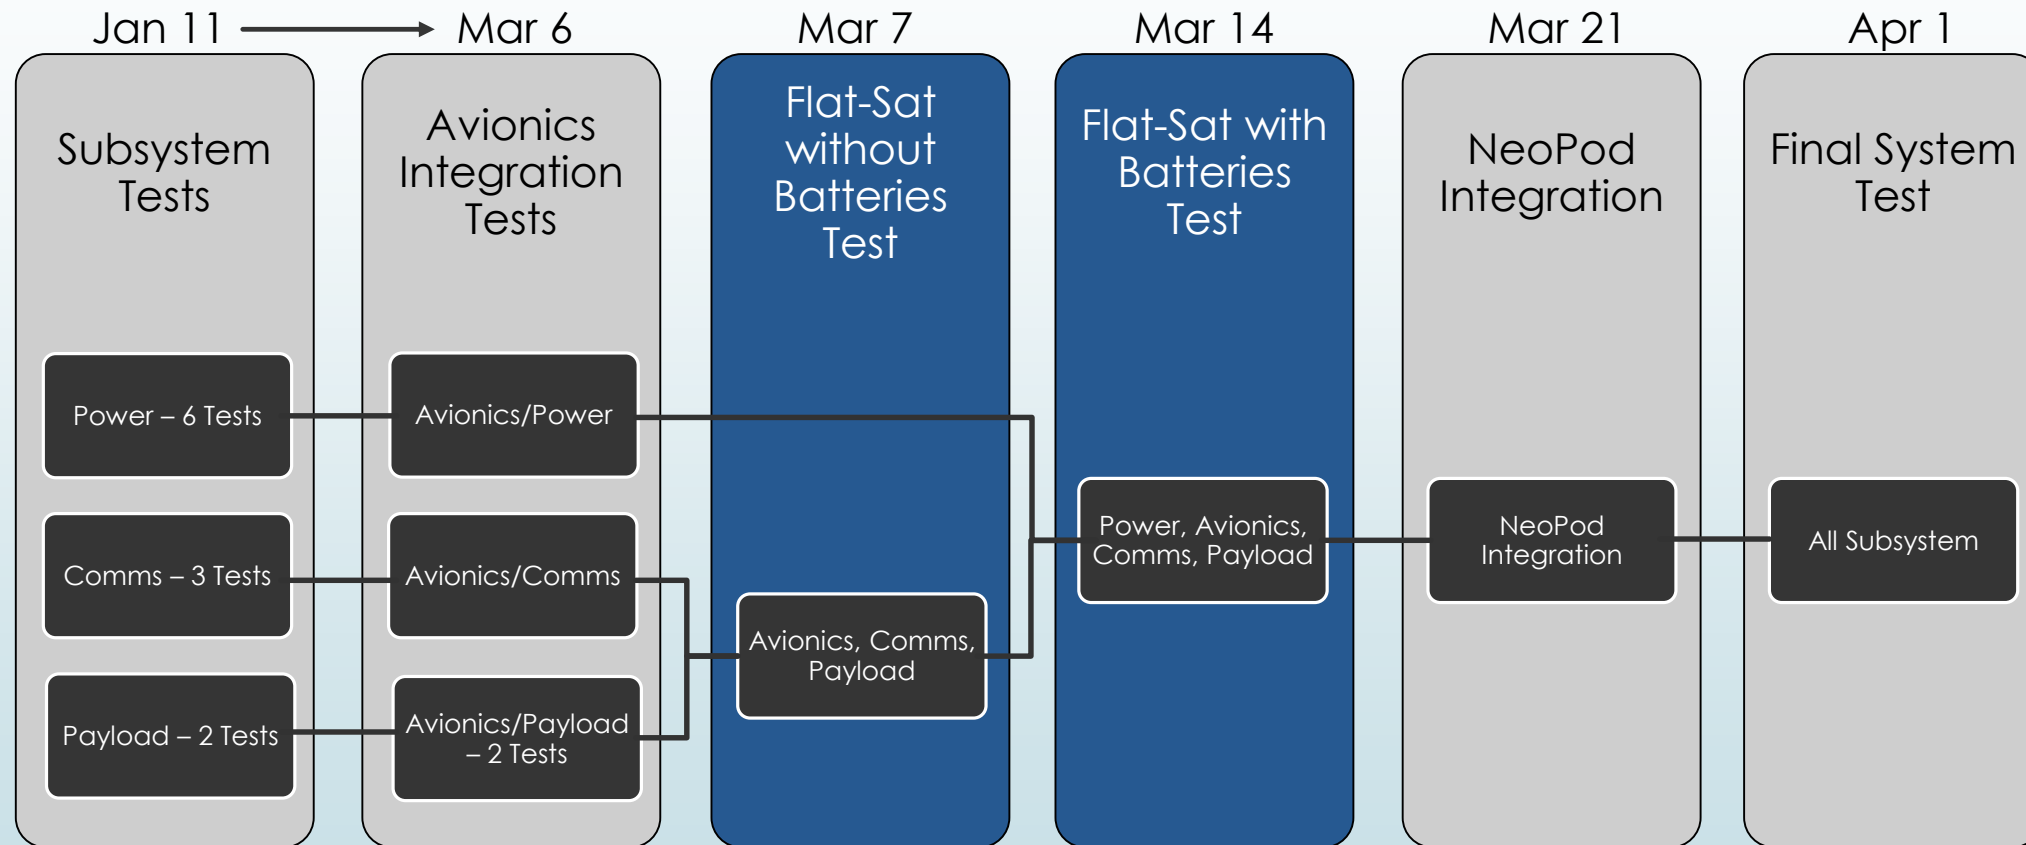 Jan 11
Mar 6
Mar 7
Mar 14
Mar 21
Apr 1
Subsystem
Tests
Power – 6 Tests
Comms – 3 Tests
Payload – 2 Tests
Avionics
Integration
Tests
Avionics/Power
Avionics/Comms
Avionics/Payload
– 2 Tests
Flat-Sat
without
Batteries
Test
Avionics, Comms,
Payload
Flat-Sat with
Batteries
Test
Power, Avionics,
Comms, Payload
NeoPod
Integration
NeoPod
Integration
Final System
Test
All Subsystem